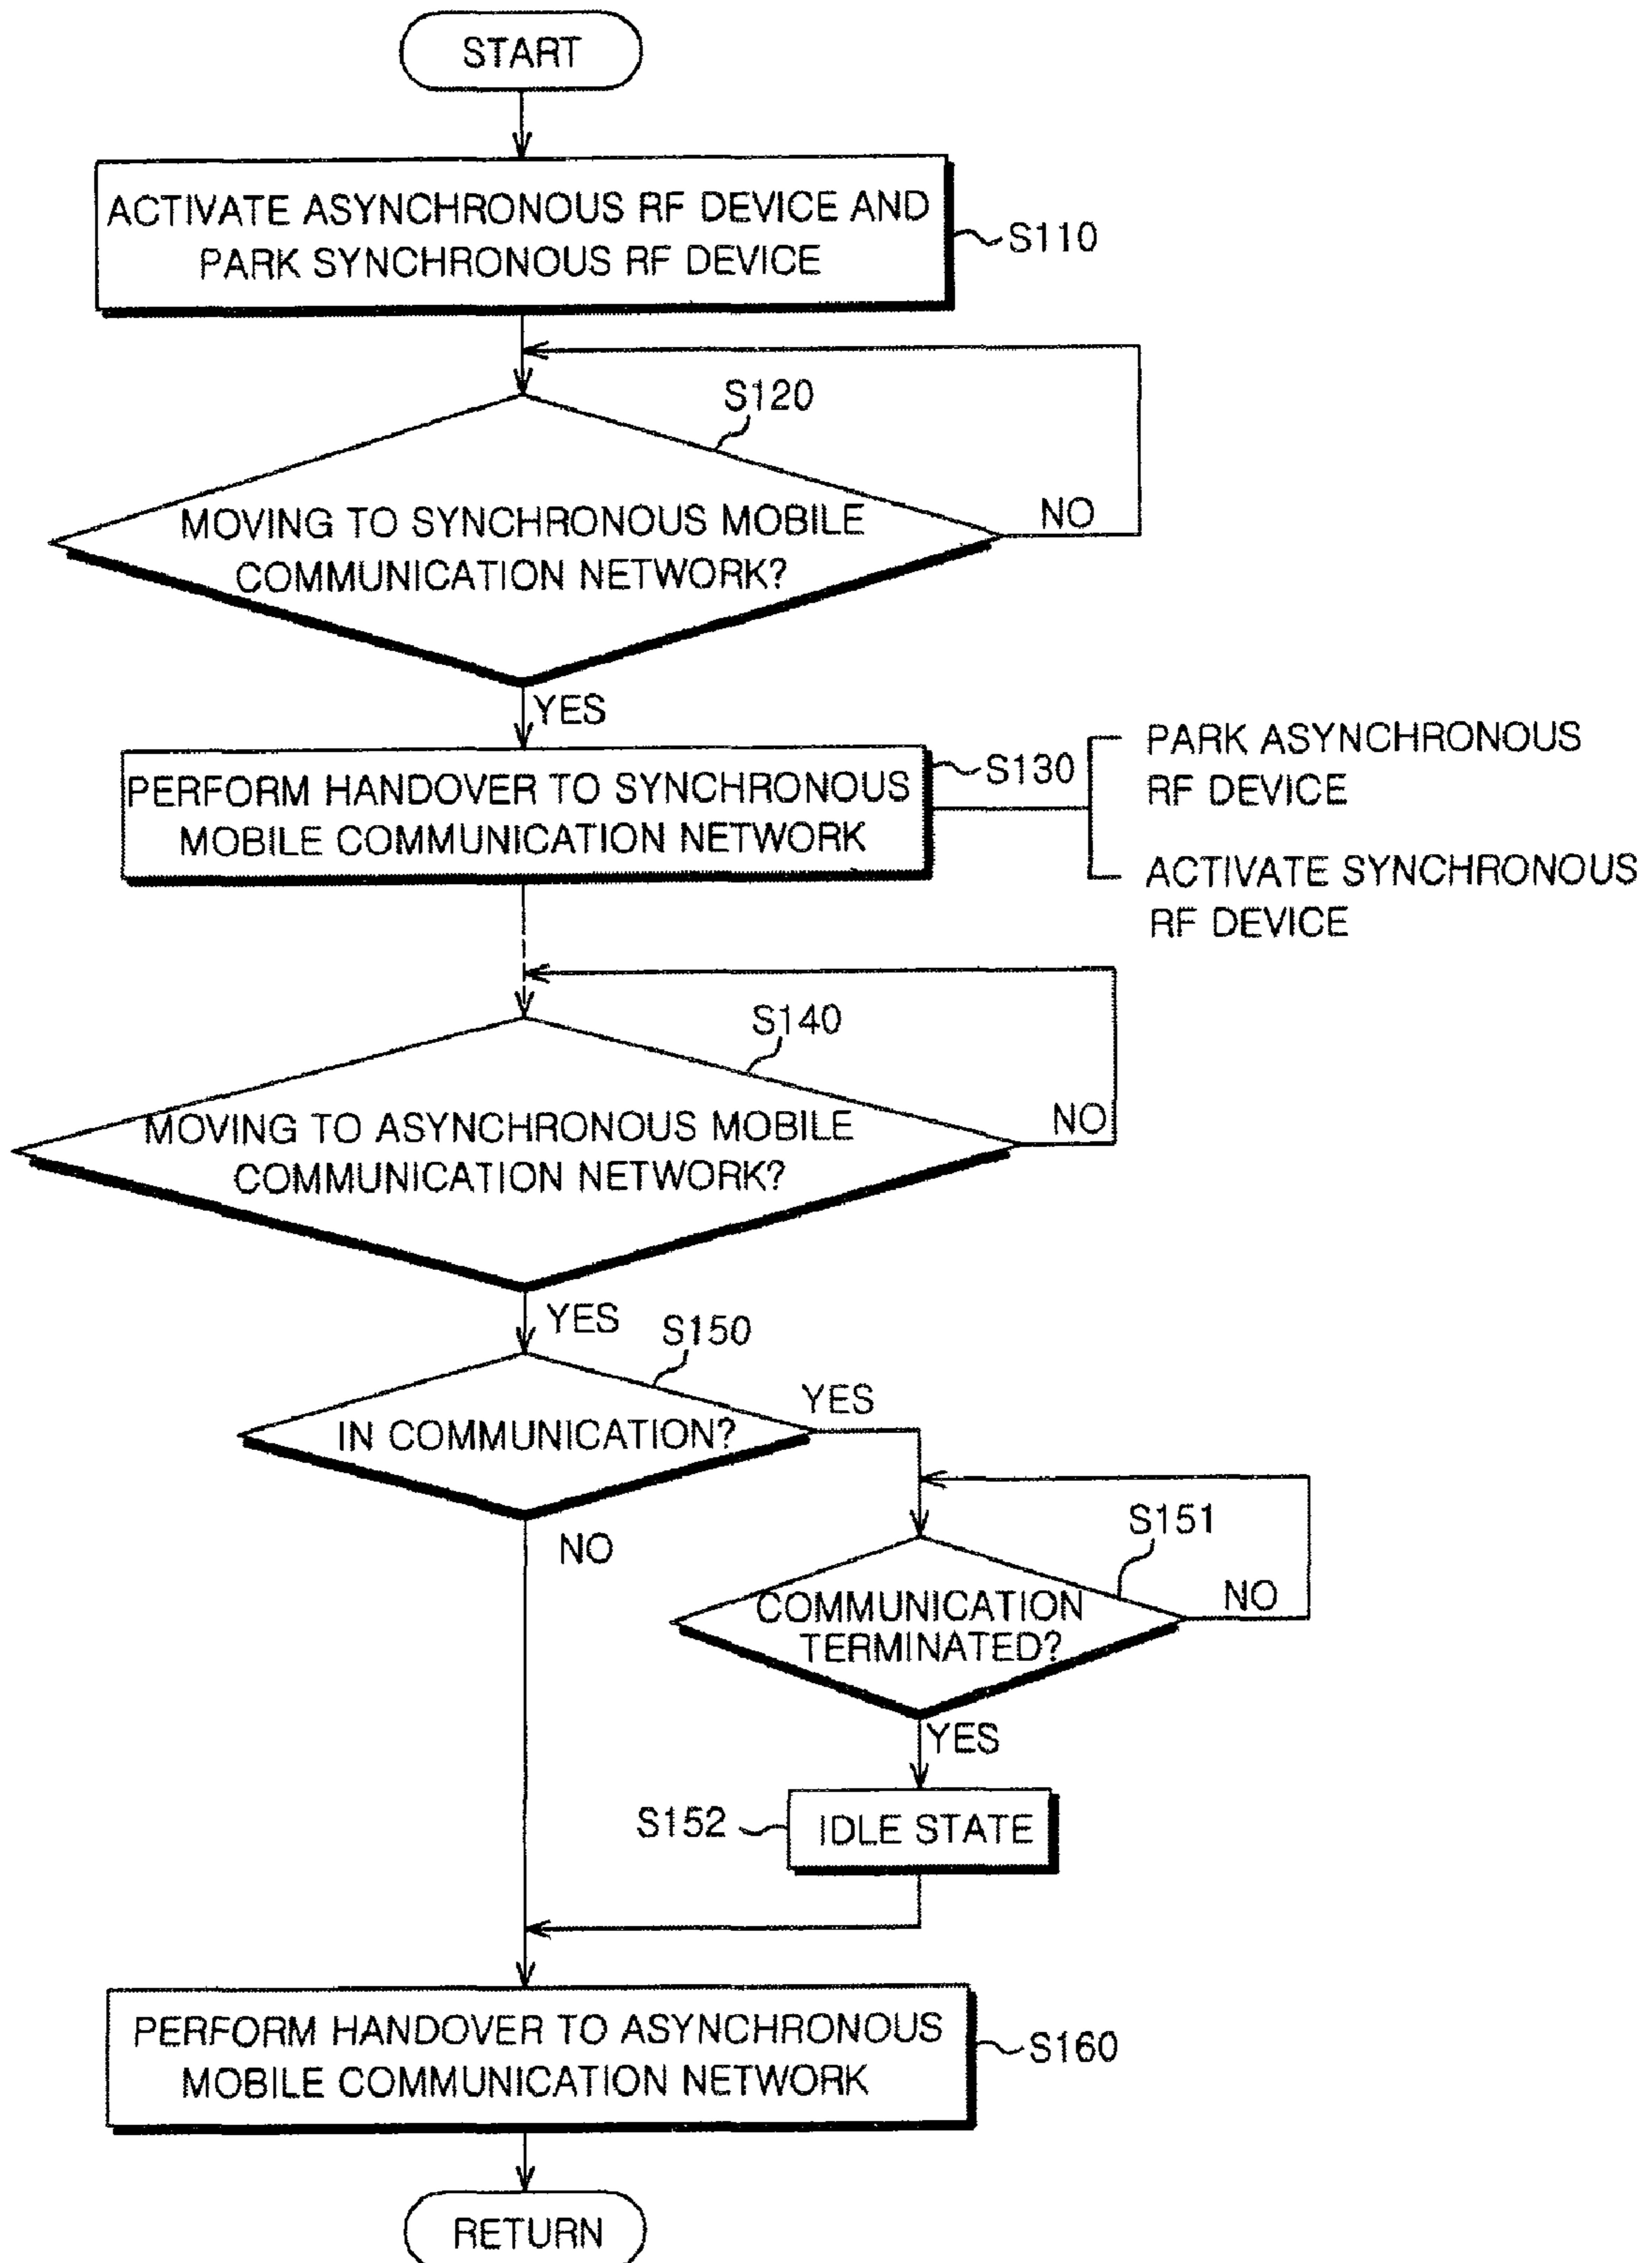 START
ACTIVATE ASYNCHRONOUS RF DEVICE AND
PARK SYNCHRONOUS RF DEVICE
S110
S120
MOVING TO SYNCHRONOUS MOBILE
COMMUNICATION NETWORK?
NO
YES
PERFORM HANDOVER TO SYNCHRONOUS
MOBILE COMMUNICATION NETWORK
S130
PARK ASYNCHRONOUS
RF DEVICE
ACTIVATE SYNCHRONOUS
RF DEVICE
S140
MOVING TO ASYNCHRONOUS MOBILE
COMMUNICATION NETWORK?
NO
YES
S150
IN COMMUNICATION?
YES
NO
S151
COMMUNICATION
TERMINATED?
NO
YES
S152
IDLE STATE
PERFORM HANDOVER TO ASYNCHRONOUS
MOBILE COMMUNICATION NETWORK
S160
RETURN